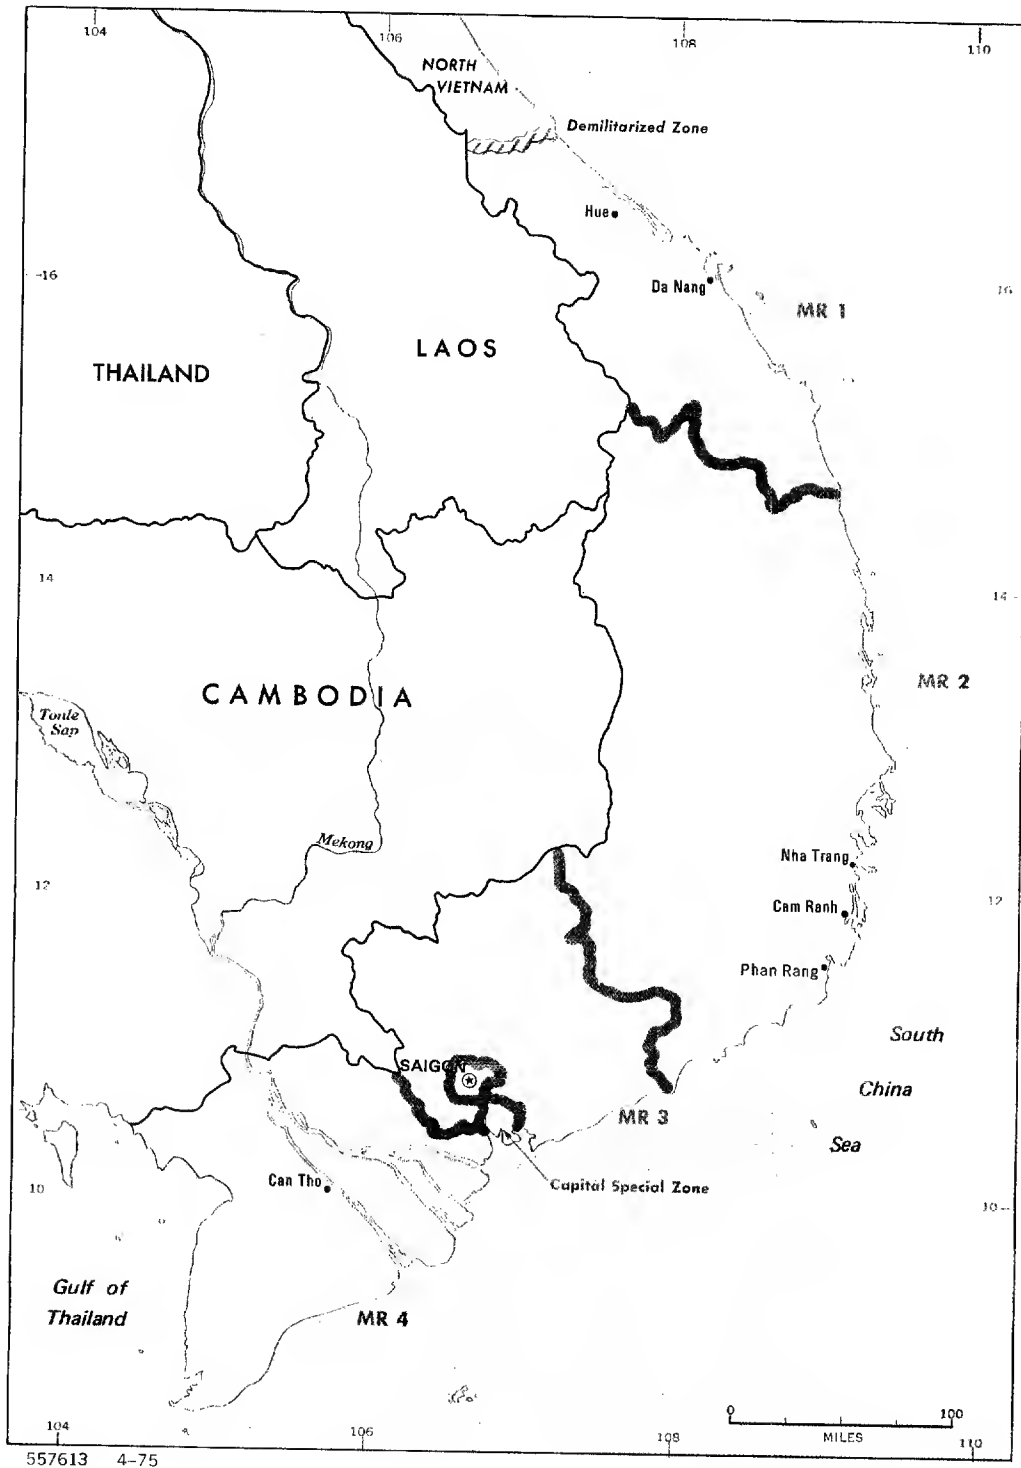 104
106
108
110
NORTH
VIETNAM
Demilitarized Zone
Hue
16
Da Nang
16
MR 1
LAOS
THAILAND
14
14
CAMBODIA
MR 2
Tonle
Sap
Mekong
Nha Trang
12
12
Cam Ranh
Phan Rang
South
China
Sea
SAIGON
MR 3
Can Tho
Capital Special Zone
10
10
Gulf of
Thailand
MR 4
0
100
MILES
104
106
108
110
557613 4-75